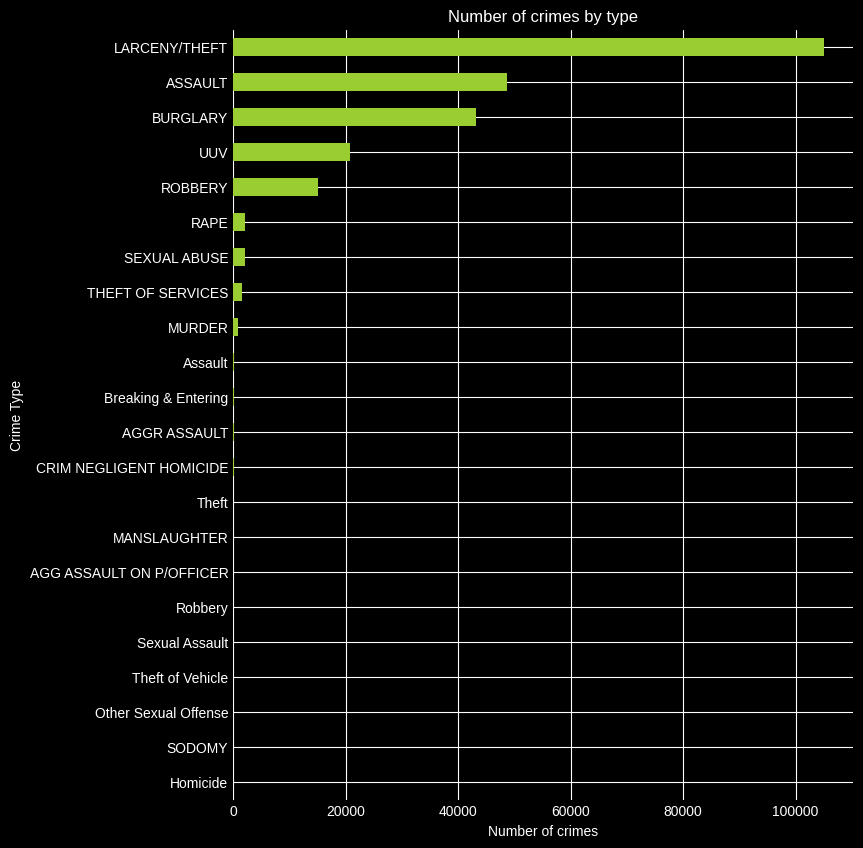 Number of crimes by type
LARCENY/THEFT
ASSAULT
BURGLARY
UUV
ROBBERY
RAPE
SEXUAL ABUSE
THEFT OF SERVICES
MURDER
Assault
Breaking & Entering
AGGR ASSAULT
CRIM NEGLIGENT HOMICIDE
Theft
MANSLAUGHTER
AGG ASSAULT ON P/OFFICER
Robbery
Sexual Assault
Theft of Vehicle
Other Sexual Offense
SODOMY
Homicide
Crime Type
0 20000 40000 60000 80000 100000
Number of crimes